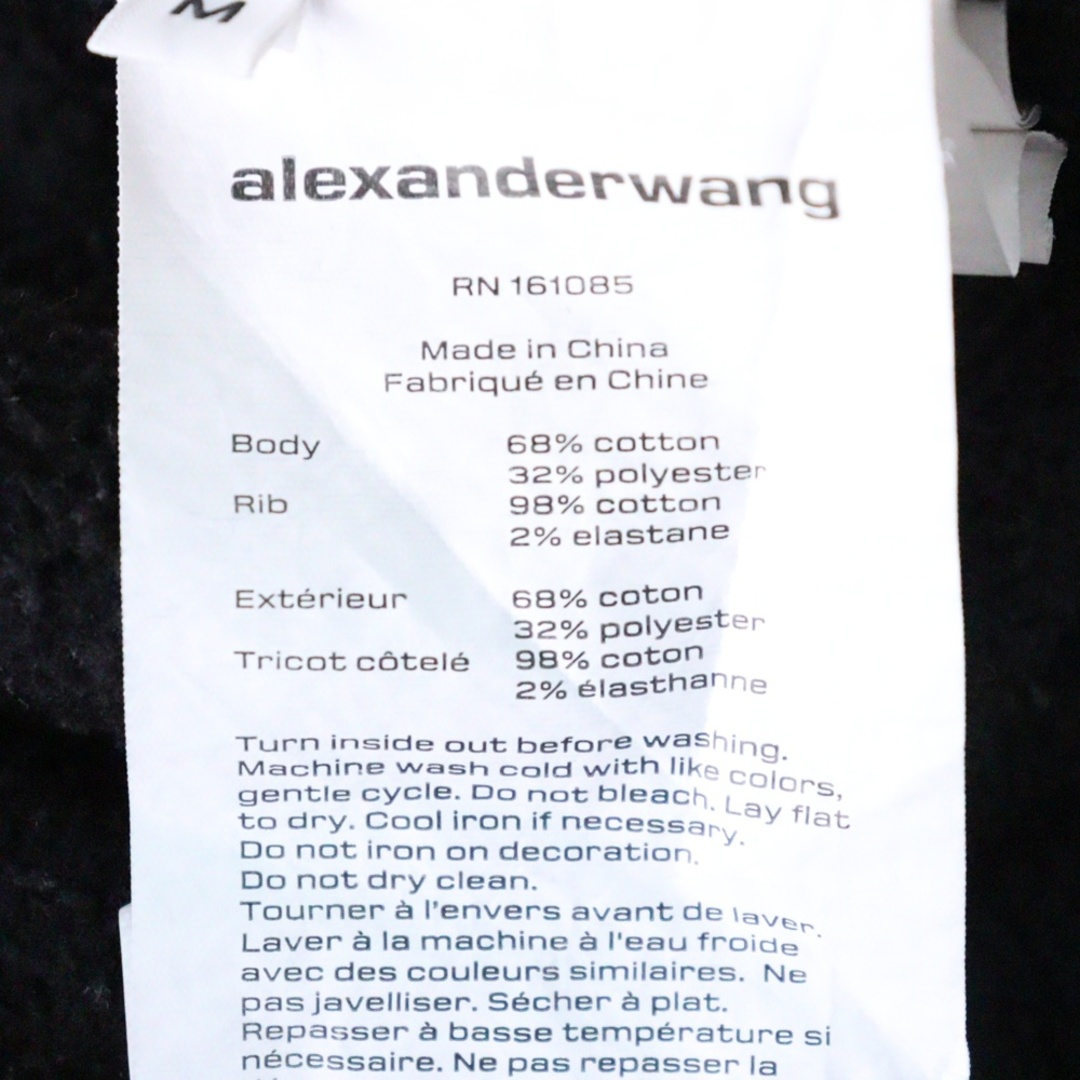 M
alexanderwang
RN 161085
Made in China
Fabriqué en Chine
Body 68% cotton
32% polyester
Rib 98% cotton
2% elastane
Extérieur 68% coton
32% polyester
Tricot côtelé 98% coton
2% élasthanne
Turn inside out before washing.
Machine wash cold with like colors,
gentle cycle. Do not bleach. Lay flat
to dry. Cool iron if necessary.
Do not iron on decoration.
Do not dry clean.
Tourner à l'envers avant de laver.
Laver à la machine à l'eau froide
avec des couleurs similaires. Ne
pas javelliser. Sécher à plat.
Repasser à basse température si
nécessaire. Ne pas repasser la